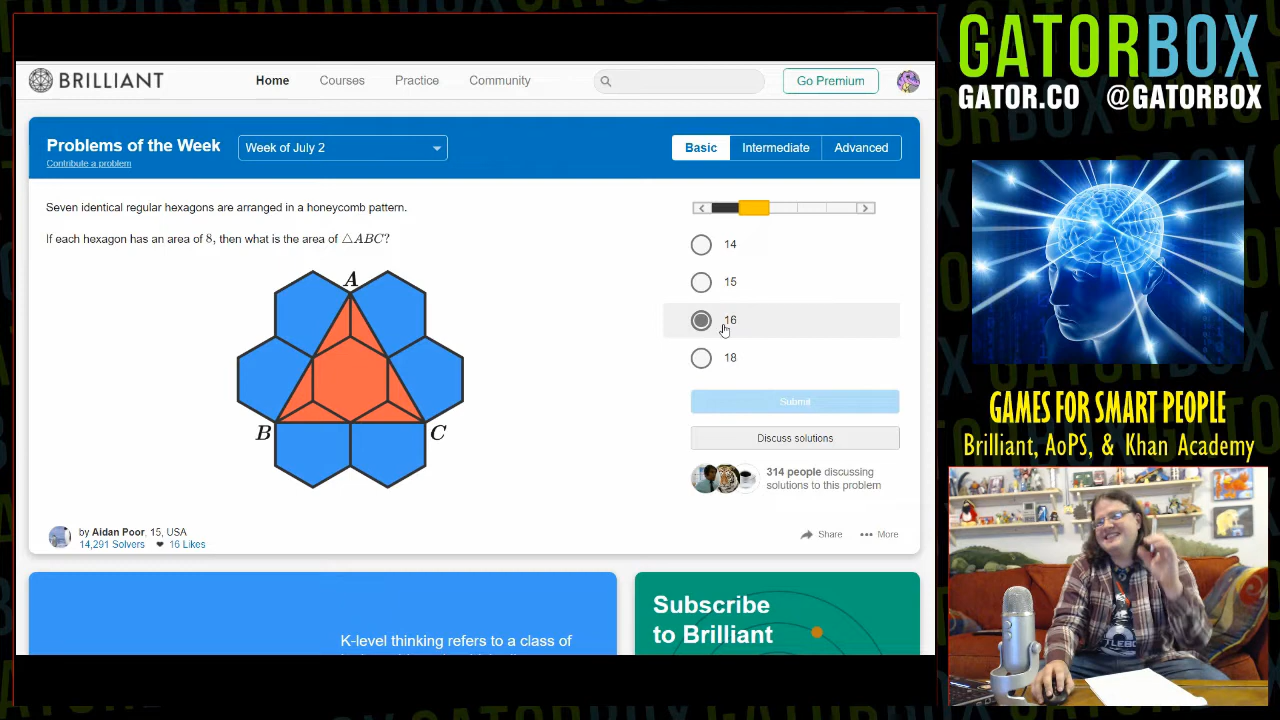 BRILLIANT
Home
Courses
Practice
Community
Go Premium
GATORBOX
GATOR.CO @GATORBOX
Problems of the Week
Contribute a problem
Week of July 2
Basic
Intermediate
Advanced
Seven identical regular hexagons are arranged in a honeycomb pattern.
If each hexagon has an area of 8, then what is the area of △ABC?
A
B
C
14
15
16
18
Submit
Discuss solutions
314 people discussing
solutions to this problem
by Aidan Poor, 15, USA
14,291 Solvers
16 Likes
Share
More
GAMES FOR SMART PEOPLE
Brilliant, AoPS, & Khan Academy
K-level thinking refers to a class of
Subscribe
to Brilliant